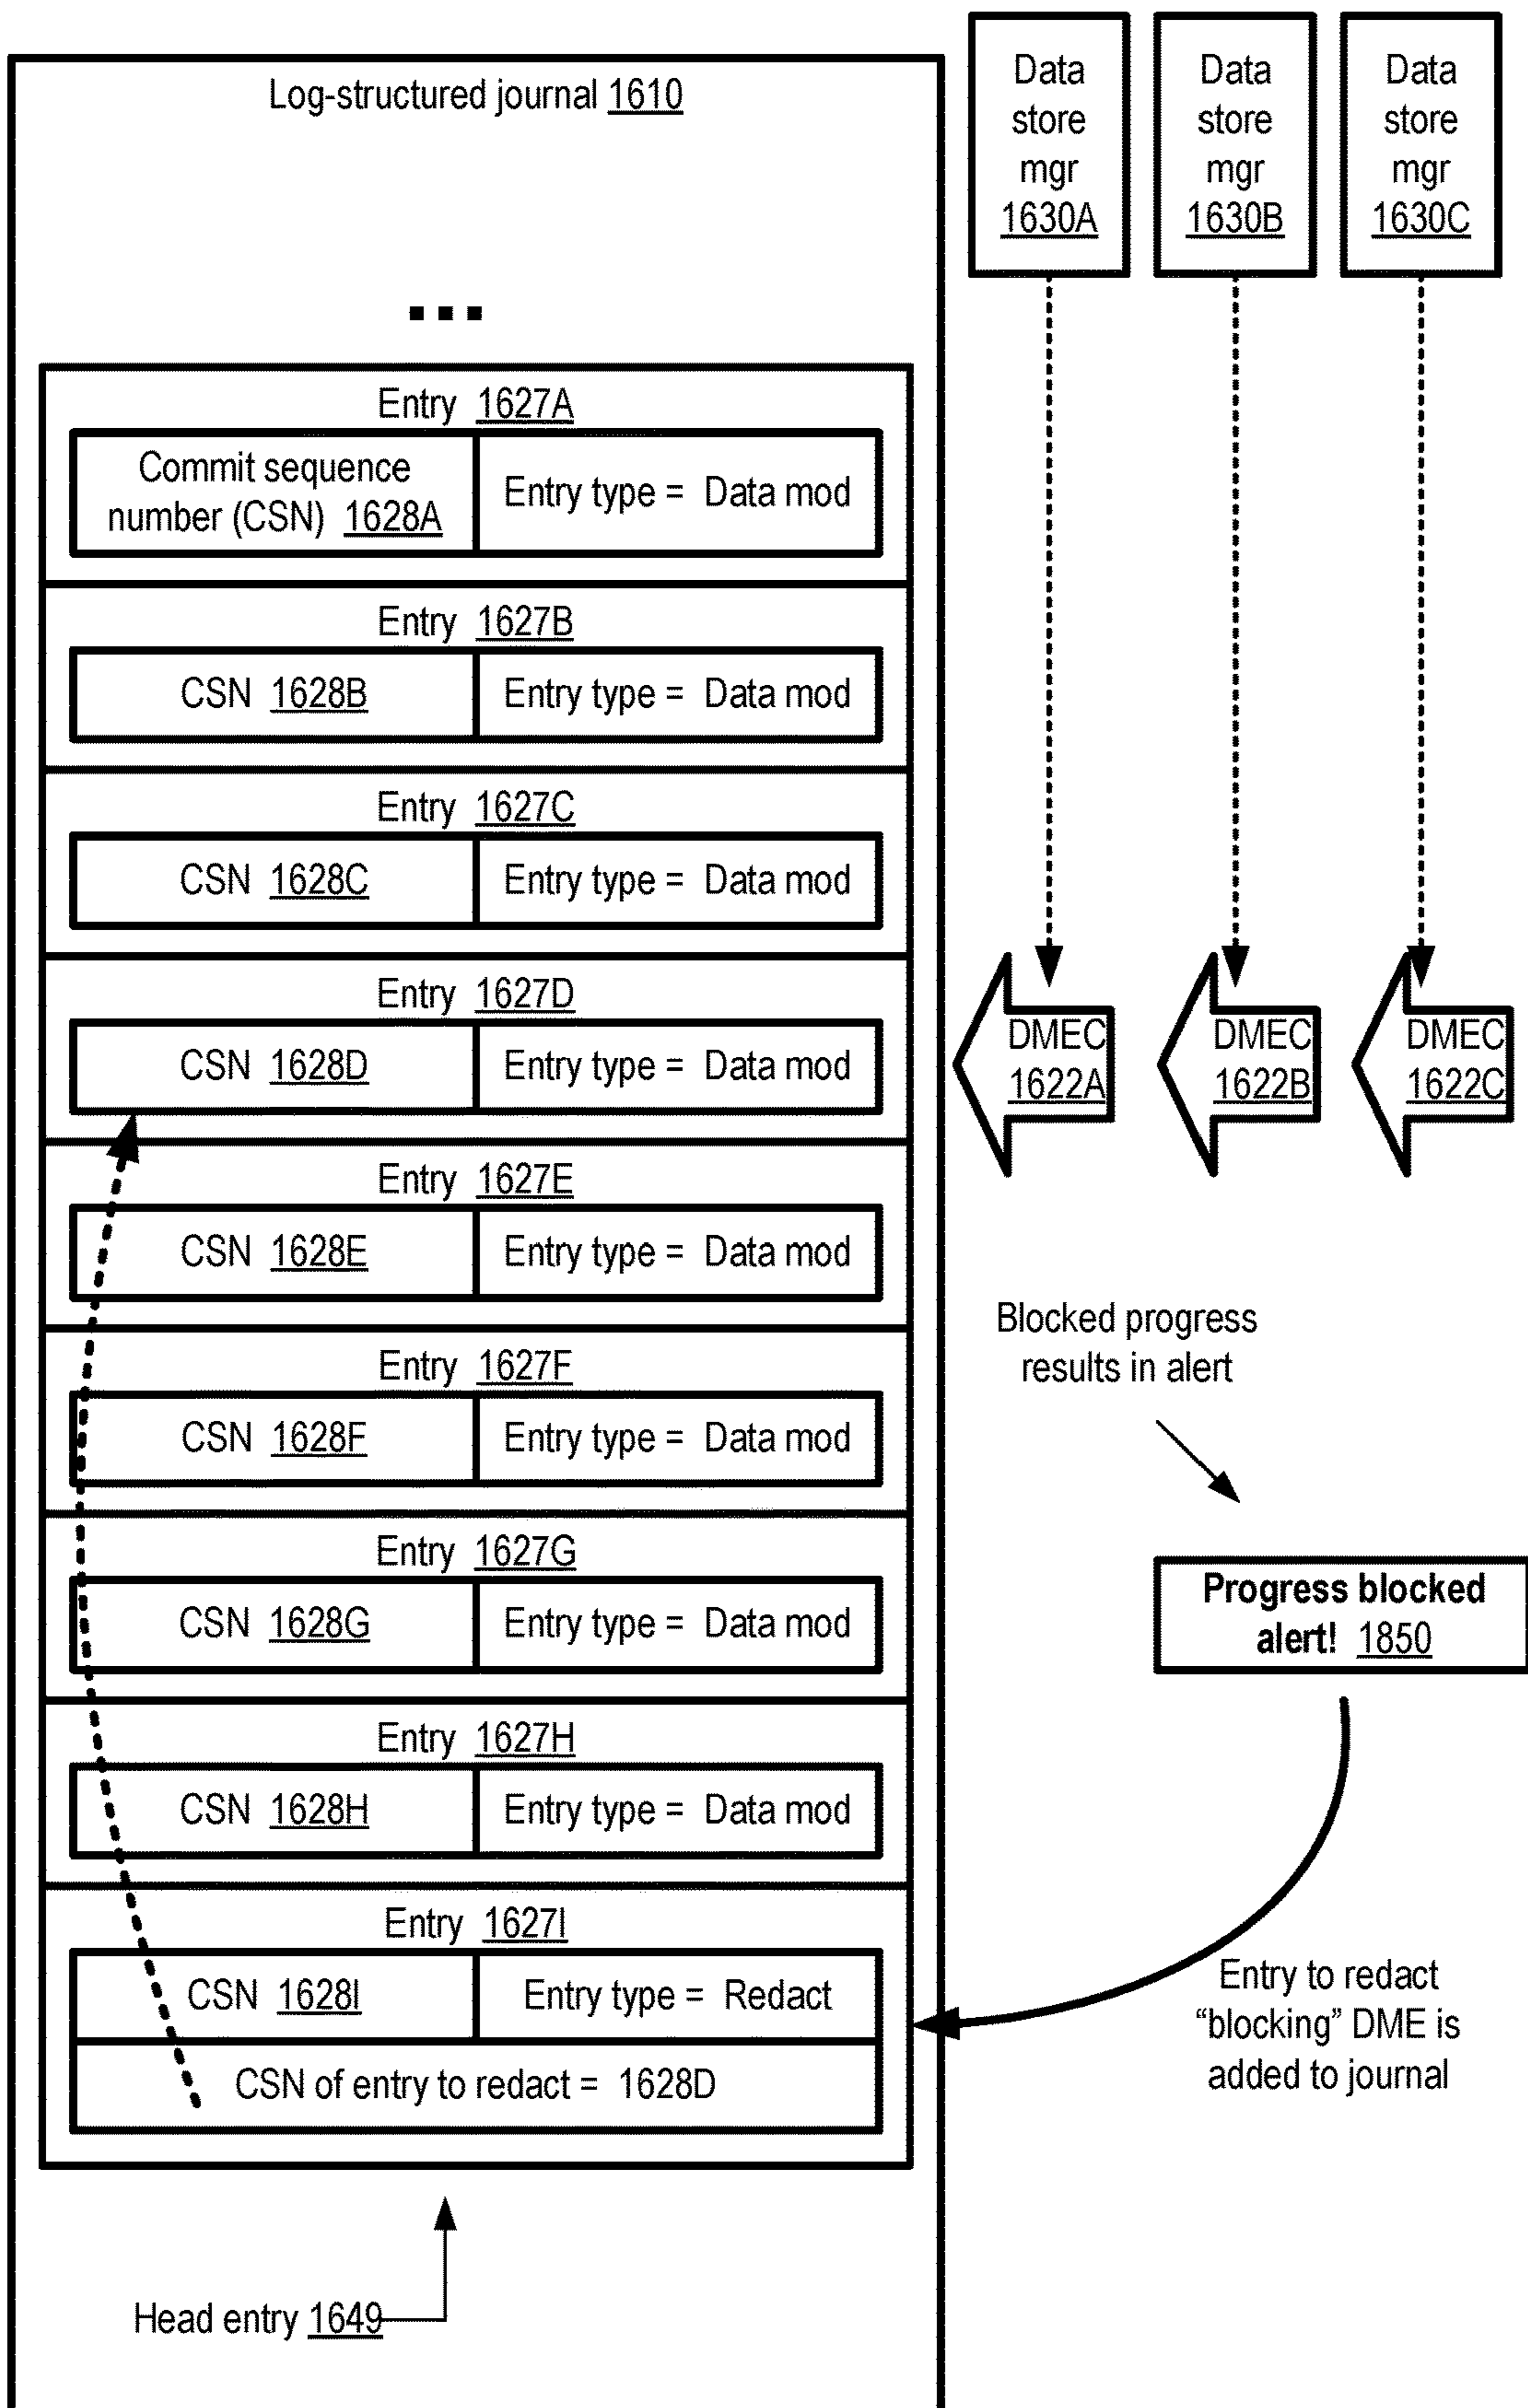 Log-structured journal 1610
Data
store
mgr
1630A
Data
store
mgr
1630B
Data
store
mgr
1630C
...
Entry 1627A
Commit sequence
number (CSN) 1628A
Entry type = Data mod
Entry 1627B
CSN 1628B
Entry type = Data mod
Entry 1627C
CSN 1628C
Entry type = Data mod
Entry 1627D
CSN 1628D
Entry type = Data mod
DMEC
1622A
DMEC
1622B
DMEC
1622C
Entry 1627E
CSN 1628E
Entry type = Data mod
Blocked progress
results in alert
Entry 1627F
CSN 1628F
Entry type = Data mod
Entry 1627G
CSN 1628G
Entry type = Data mod
Progress blocked
alert! 1850
Entry 1627H
CSN 1628H
Entry type = Data mod
Entry 1627I
CSN 1628I
Entry type = Redact
CSN of entry to redact = 1628D
Entry to redact
“blocking” DME is
added to journal
Head entry 1649